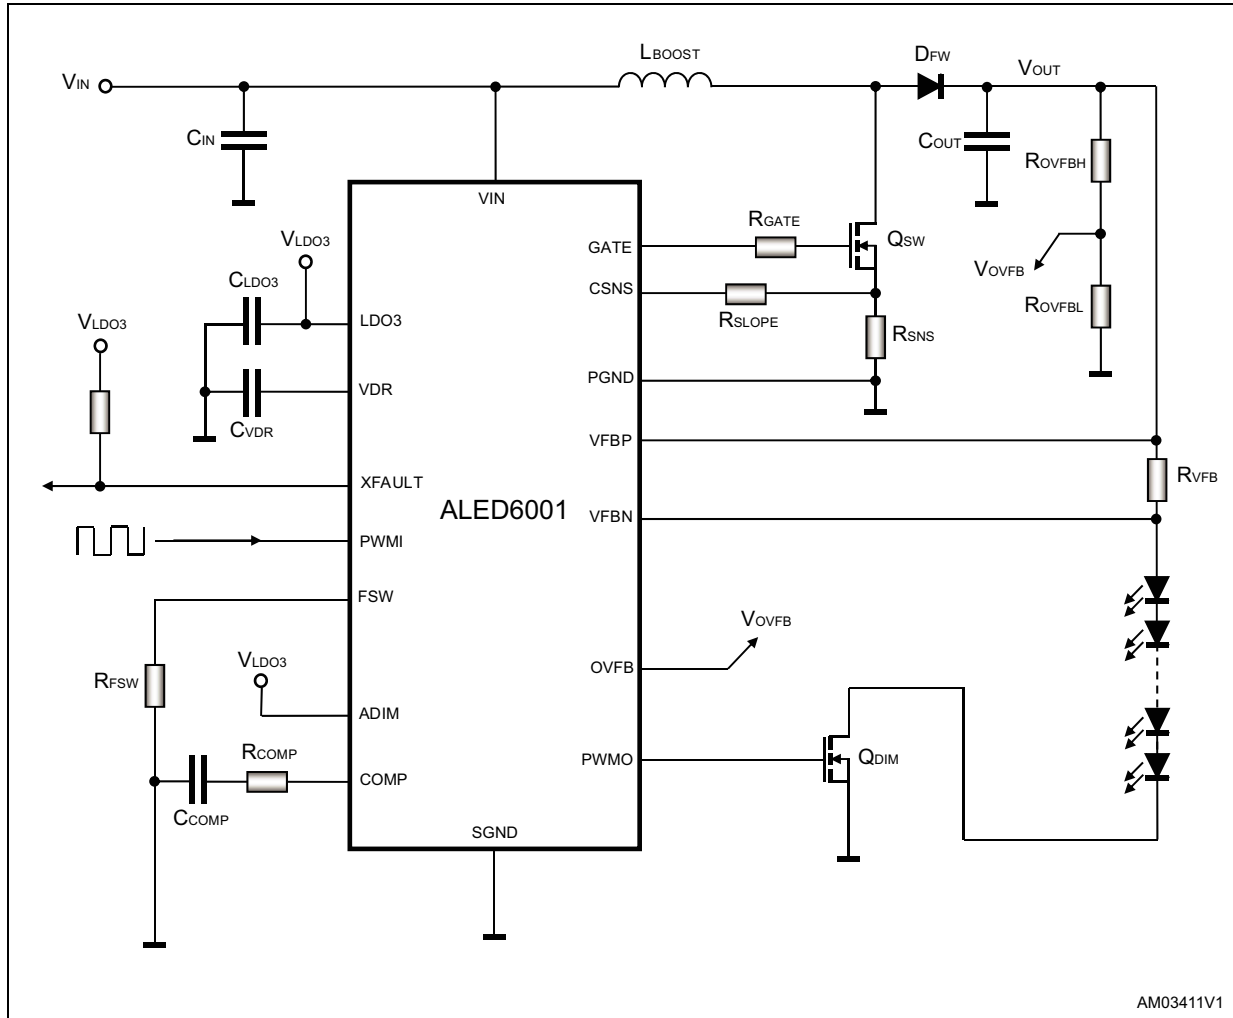 LBOOST
DFW
VOUT
VIN
CIN
COUT
ROVFBH
VIN
RGATE
VLDO3
GATE
QSW
VOVFB
CLDO3
CSNS
ROVFBL
VLDO3
LDO3
RSLOPE
RSNS
VDR
PGND
CVDR
VFBP
XFAULT
RVFB
ALED6001
VFBN
PWMI
FSW
VOVFB
VLDO3
OVFB
RFSW
ADIM
RCOMP
PWMO
QDIM
COMP
CCOMP
SGND
AM03411V1